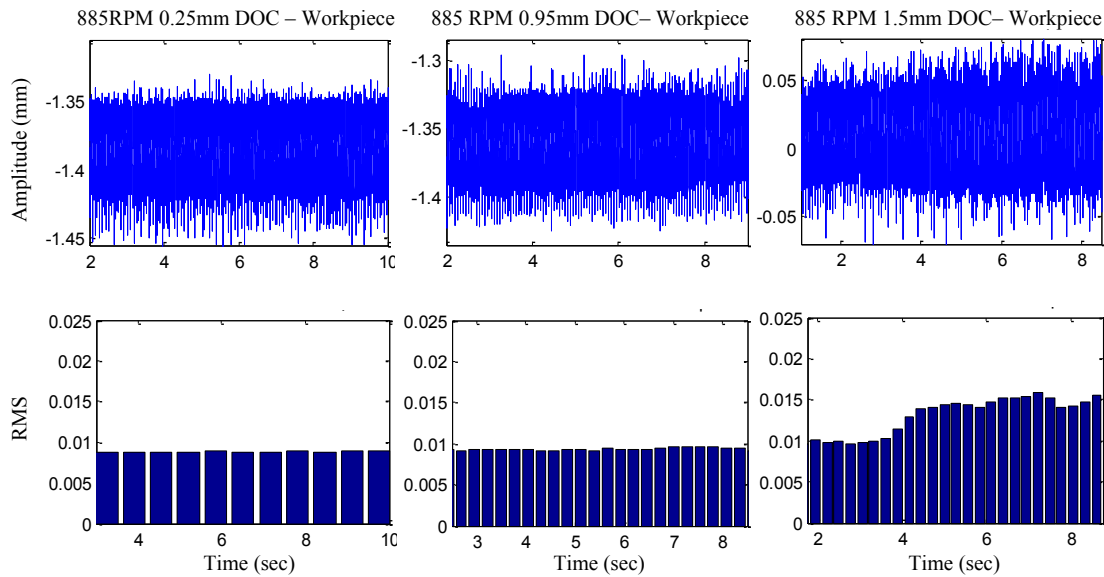 885RPM 0.25mm DOC – Workpiece
885 RPM 0.95mm DOC– Workpiece
885 RPM 1.5mm DOC – Workpiece
Amplitude (mm)
-1.35
-1.4
-1.45
2 4 6 8 10
-1.3
-1.35
-1.4
4 6 8
0.05
0
-0.05
2 4 6 8
RMS
0.025
0.02
0.015
0.01
0.005
0
4 6 8 10
Time (sec)
0.025
0.02
0.015
0.01
0.005
0
3 4 5 6 7 8
Time (sec)
0.025
0.02
0.015
0.01
0.005
0
2 4 6 8
Time (sec)